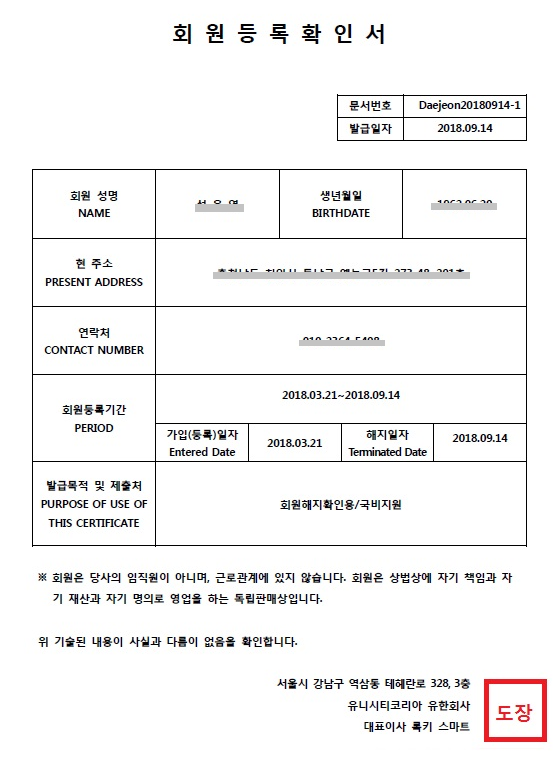 회 원 등 록 확 인 서
문서번호 Daejeon20180914-1
발급일자 2018.09.14
회원 성명
NAME
생년월일
BIRTHDATE
현 주소
PRESENT ADDRESS
연락처
CONTACT NUMBER
회원등록기간
PERIOD
2018.03.21~2018.09.14
가입(등록)일자
Entered Date
2018.03.21
해지일자
Terminated Date
2018.09.14
발급목적 및 제출처
PURPOSE OF USE OF
THIS CERTIFICATE
회원해지확인용/국비지원
※ 회원은 당사의 임직원이 아니며, 근로관계에 있지 않습니다. 회원은 상법상에 자기 책임과 자
기 재산과 자기 명의로 영업을 하는 독립판매상입니다.
위 기술된 내용이 사실과 다름이 없음을 확인합니다.
서울시 강남구 역삼동 테헤란로 328, 3층
유니시티코리아 유한회사
대표이사 록키 스마트
도장